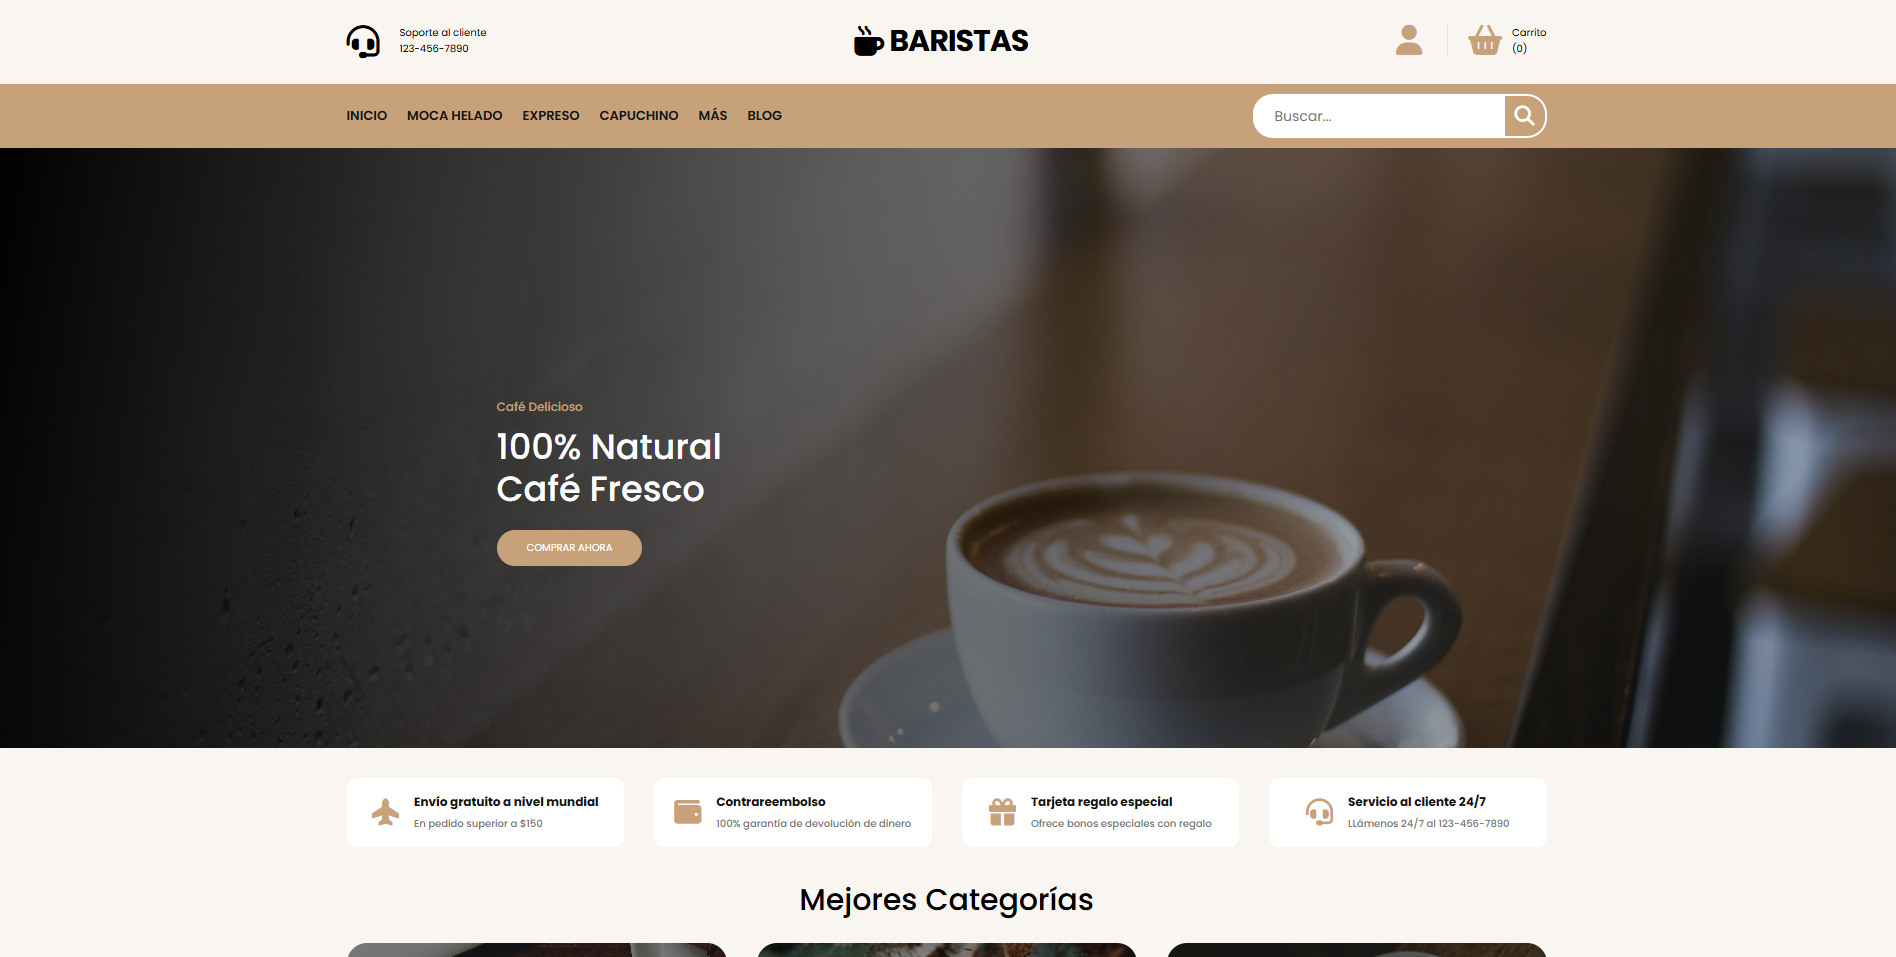 Soporte al cliente
123-456-7890
BARISTAS
Carrito
(0)
INICIO MOCA HELADO EXPRESO CAPUCHINO MÁS BLOG
Buscar...
Café Delicioso
100% Natural
Café Fresco
COMPRAR AHORA
Envío gratuito a nivel mundial
En pedido superior a $150
Contrareembolso
100% garantía de devolución de dinero
Tarjeta regalo especial
Ofrece bonos especiales con regalo
Servicio al cliente 24/7
LLámenos 24/7 al 123-456-7890
Mejores Categorías